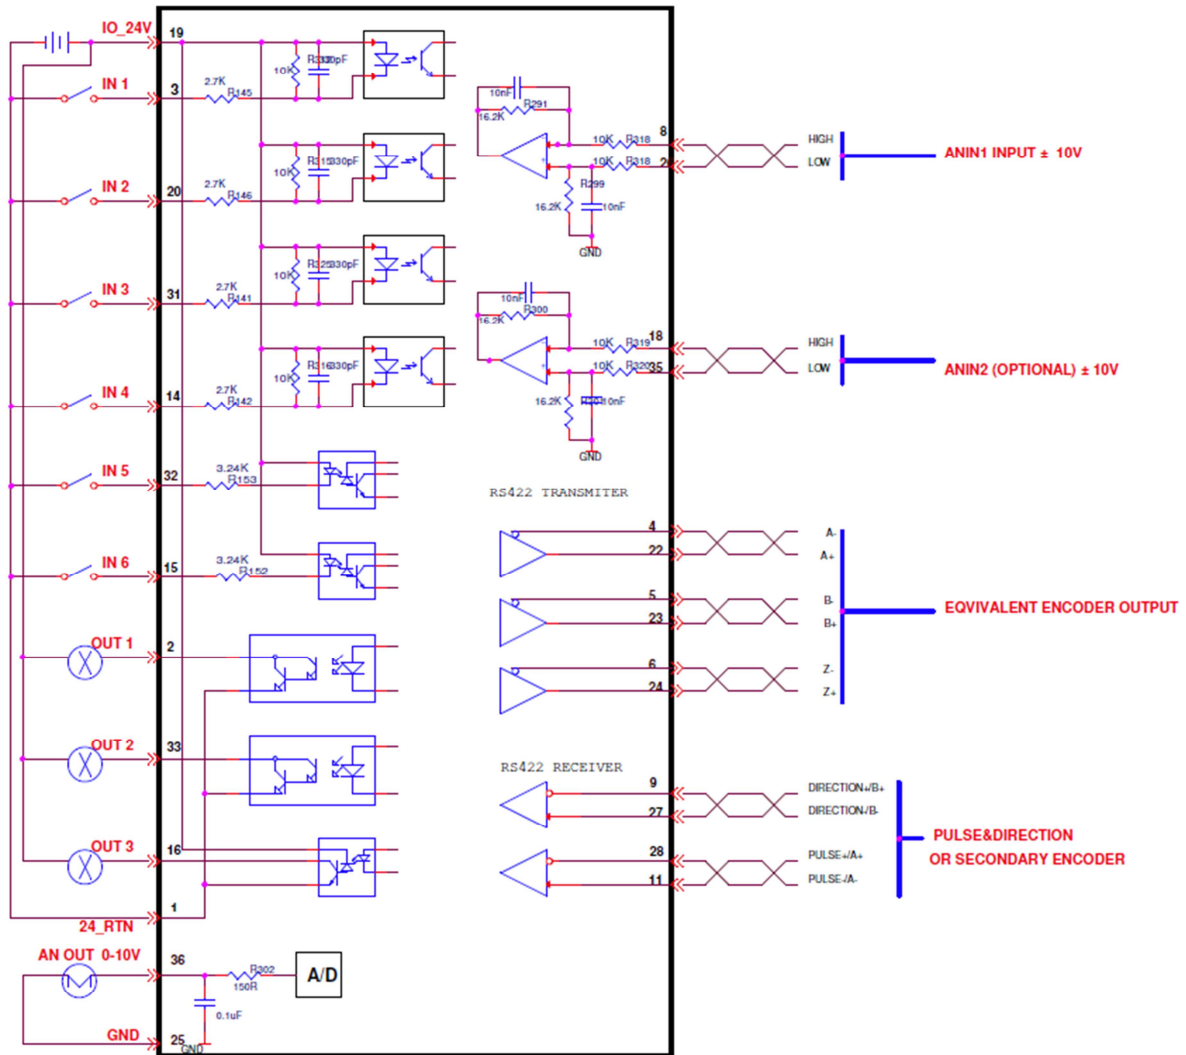 IO_24V
19
10K
IN 1
3
2.7K
R145
IN 2
20
2.7K
R146
10K
R315
330pF
IN 3
31
2.7K
R141
10K
R325
330pF
IN 4
14
2.7K
R142
10K
R316
330pF
IN 5
32
3.24K
R153
IN 6
15
3.24K
R152
OUT 1
2
OUT 2
33
OUT 3
16
24_RTN
1
AN OUT 0-10V
36
R302
150R
A/D
0.1uF
GND
25
GND
10nF
R291
16.2K
10K
R318
8
10K
R318
R299
16.2K
10nF
GND
HIGH
LOW
ANIN1 INPUT ± 10V
10nF
R300
16.2K
10K
R319
18
10K
R320
35
16.2K
10nF
GND
HIGH
LOW
ANIN2 (OPTIONAL) ± 10V
RS422 TRANSMITER
4
22
A-
A+
5
23
B-
B+
6
24
Z-
Z+
EQVIVALENT ENCODER OUTPUT
RS422 RECEIVER
9
27
DIRECTION+/B+
DIRECTION-/B-
28
11
PULSE+/A+
PULSE-/A-
PULSE&DIRECTION
OR SECONDARY ENCODER